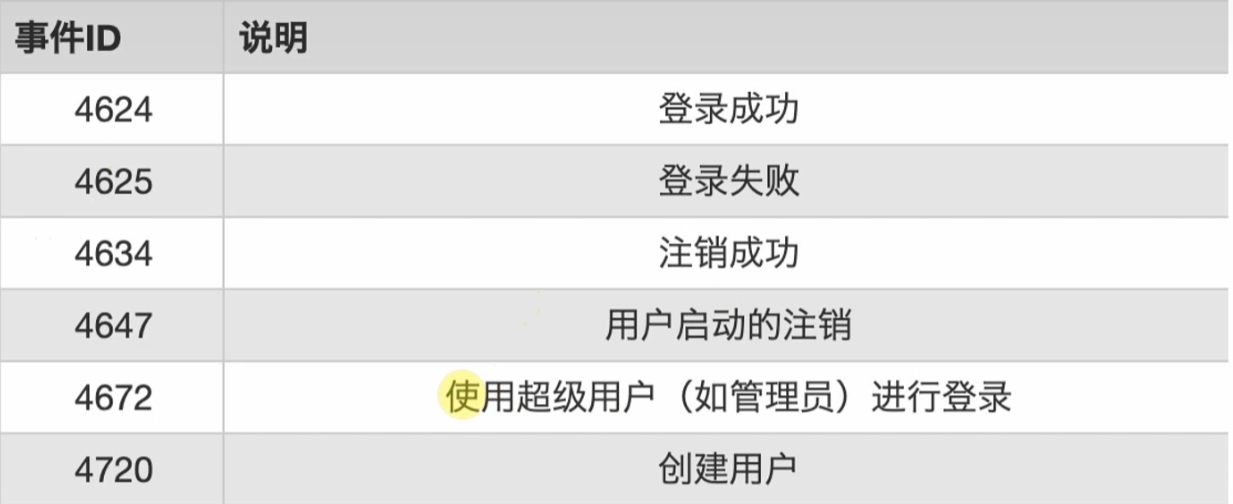 事件ID 说明
4624 登录成功
4625 登录失败
4634 注销成功
4647 用户启动的注销
4672 使用超级用户（如管理员）进行登录
4720 创建用户